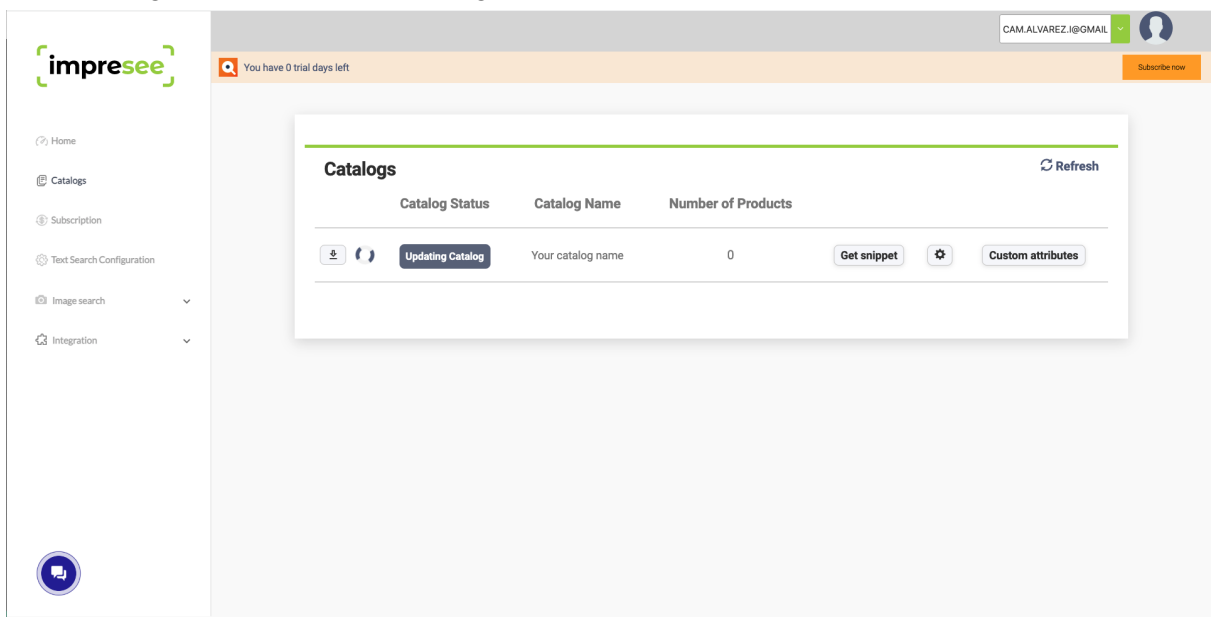 CAM.ALVAREZ.I@GMAIL
impresee
You have 0 trial days left
Subscribe now
Home
Catalogs
Subscription
Text Search Configuration
Image search
Integration
Catalogs
Refresh
Catalog Status Catalog Name Number of Products
Updating Catalog Your catalog name 0 Get snippet Custom attributes